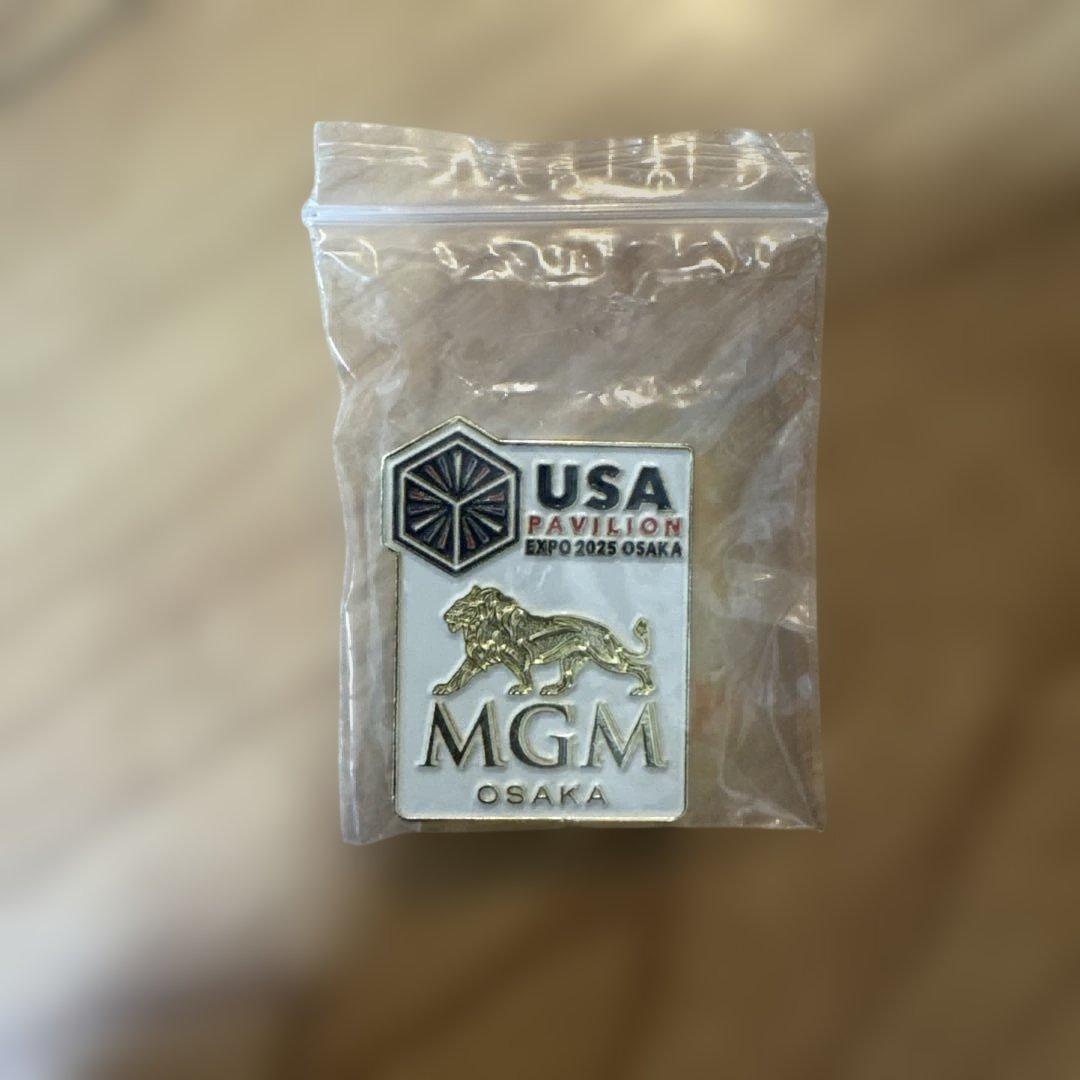 USA
PAVILION
EXPO 2025 OSAKA
MGM
OSAKA